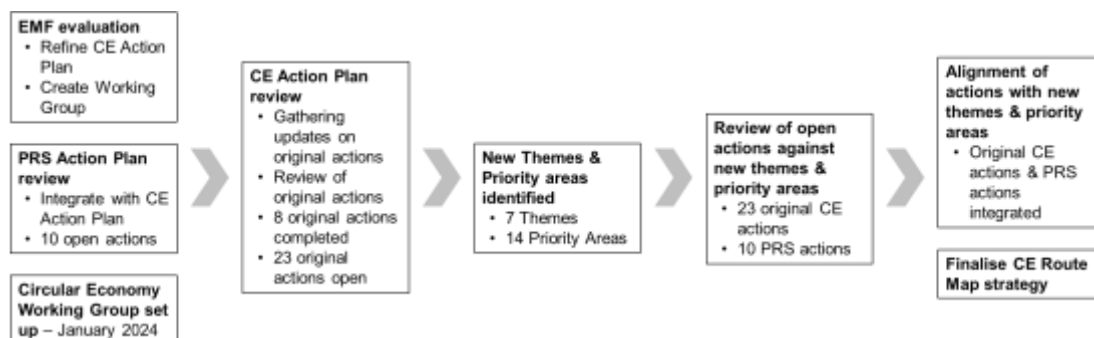 EMF evaluation
• Refine CE Action
Plan
• Create Working
Group
PRS Action Plan
review
• Integrate with CE
Action Plan
• 10 open actions
Circular Economy
Working Group set
up – January 2024
CE Action Plan
review
• Gathering
updates on
original actions
• Review of
original actions
• 8 original actions
completed
• 23 original
actions open
New Themes &
Priority areas
identified
• 7 Themes
• 14 Priority Areas
Review of open
actions against
new themes &
priority areas
• 23 original CE
actions
• 10 PRS actions
Alignment of
actions with new
themes & priority
areas
• Original CE
actions & PRS
actions
integrated
Finalise CE Route
Map strategy